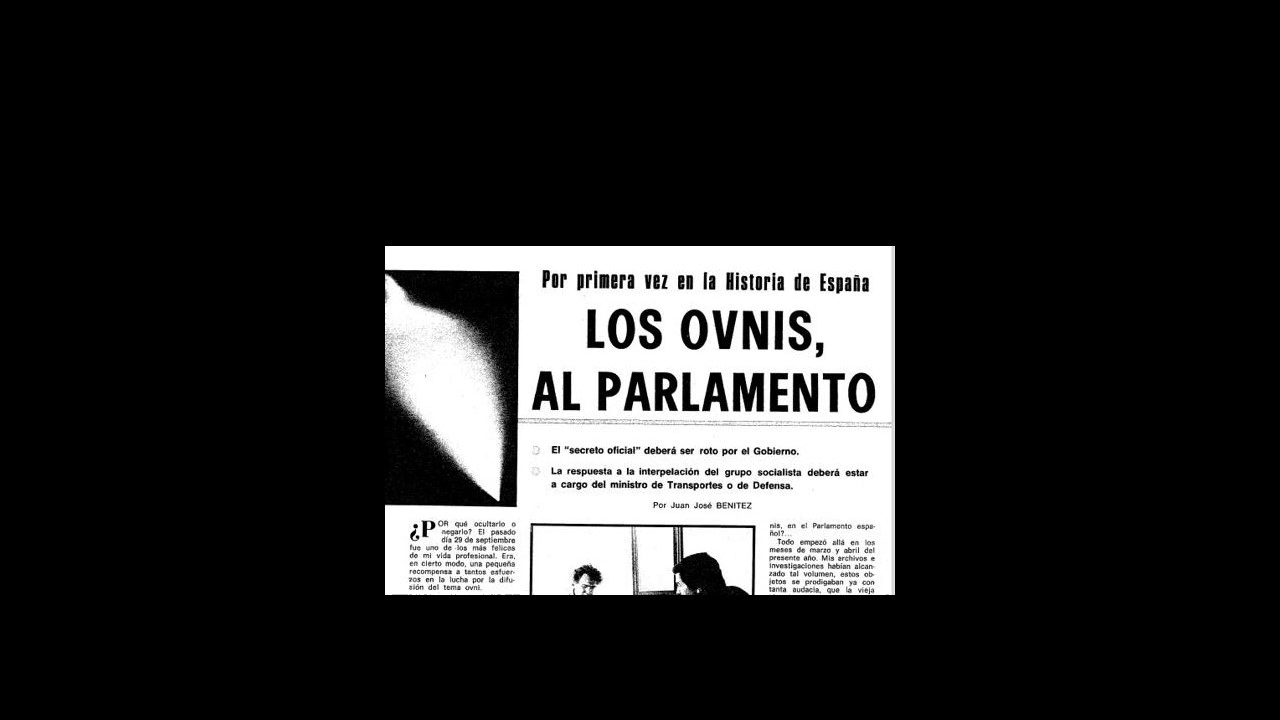 Por primera vez en la Historia de España
LOS OVNIS,
AL PARLAMENTO
El "secreto oficial" deberá ser roto por el Gobierno.
La respuesta a la interpelación del grupo socialista deberá estar
a cargo del ministro de Transportes o de Defensa.
Por Juan José BENITEZ
¿POR qué ocultarlo o
negarlo? El pasado
día 29 de septiembre
fue uno de los más felices
de mi vida profesional. Era,
en cierto modo, una pequeña
recompensa a tantos esfuer-
zos en la lucha por la difu-
sión del tema ovni.
nis, en el Parlamento espa-
ñol?...
Todo empezó allá en los
meses de marzo y abril del
presente año. Mis archivos e
investigaciones habían alcan-
zado tal volumen, estos ob-
jetos se prodigaban ya con
tanta audacia, que la vieja